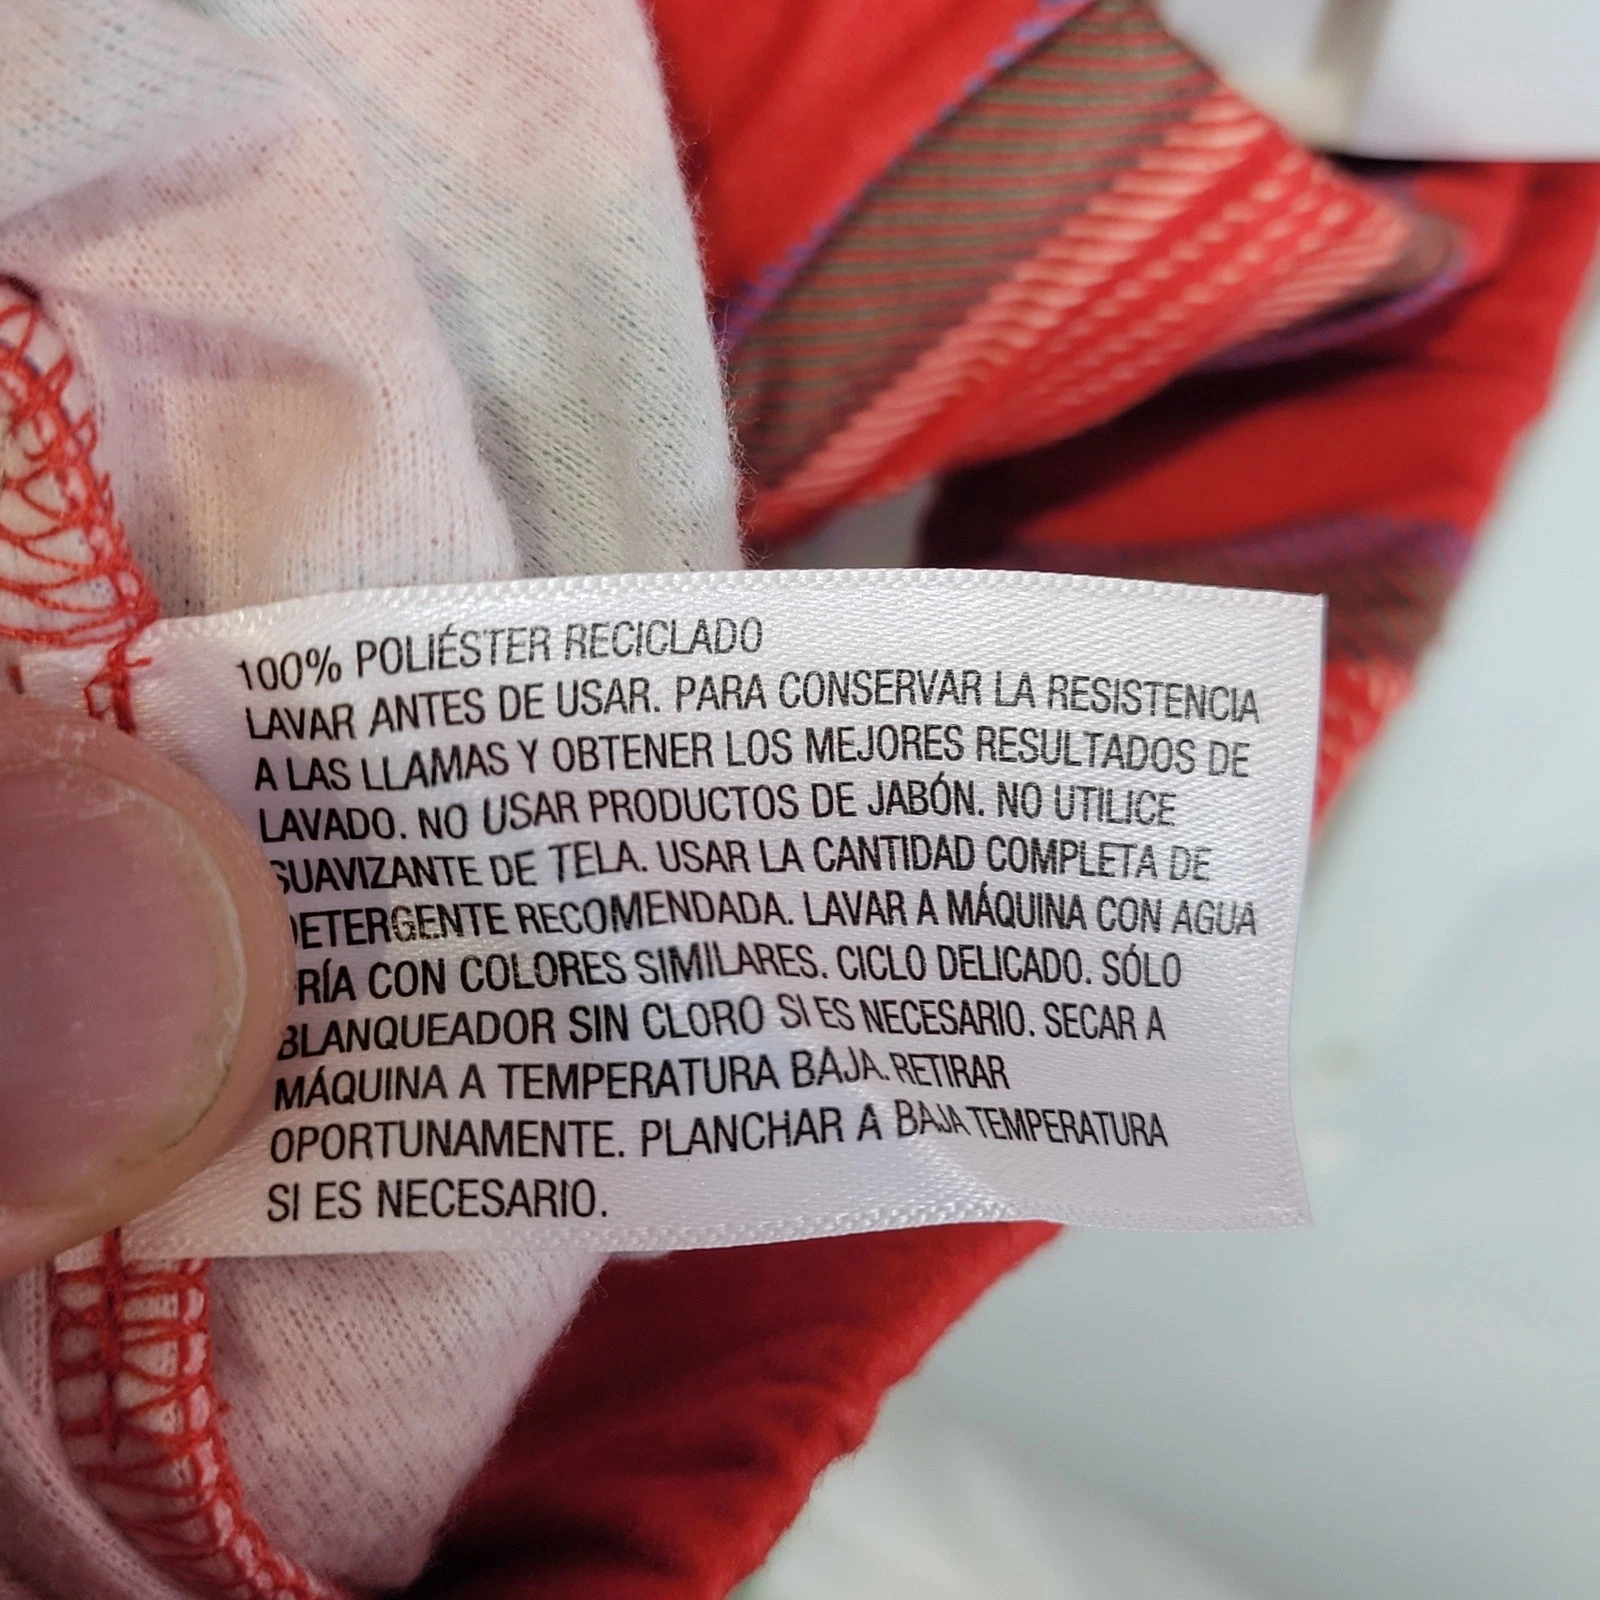 100% POLIÉSTER RECICLADO
LAVAR ANTES DE USAR. PARA CONSERVAR LA RESISTENCIA
A LAS LLAMAS Y OBTENER LOS MEJORES RESULTADOS DE
LAVADO. NO USAR PRODUCTOS DE JABÓN. NO UTILICE
SUAVIZANTE DE TELA. USAR LA CANTIDAD COMPLETA DE
DETERGENTE RECOMENDADA. LAVAR A MÁQUINA CON AGUA
FRÍA CON COLORES SIMILARES. CICLO DELICADO. SÓLO
BLANQUEADOR SIN CLORO SI ES NECESARIO. SECAR A
MÁQUINA A TEMPERATURA BAJA. RETIRAR
OPORTUNAMENTE. PLANCHAR A BAJA TEMPERATURA
SI ES NECESARIO.